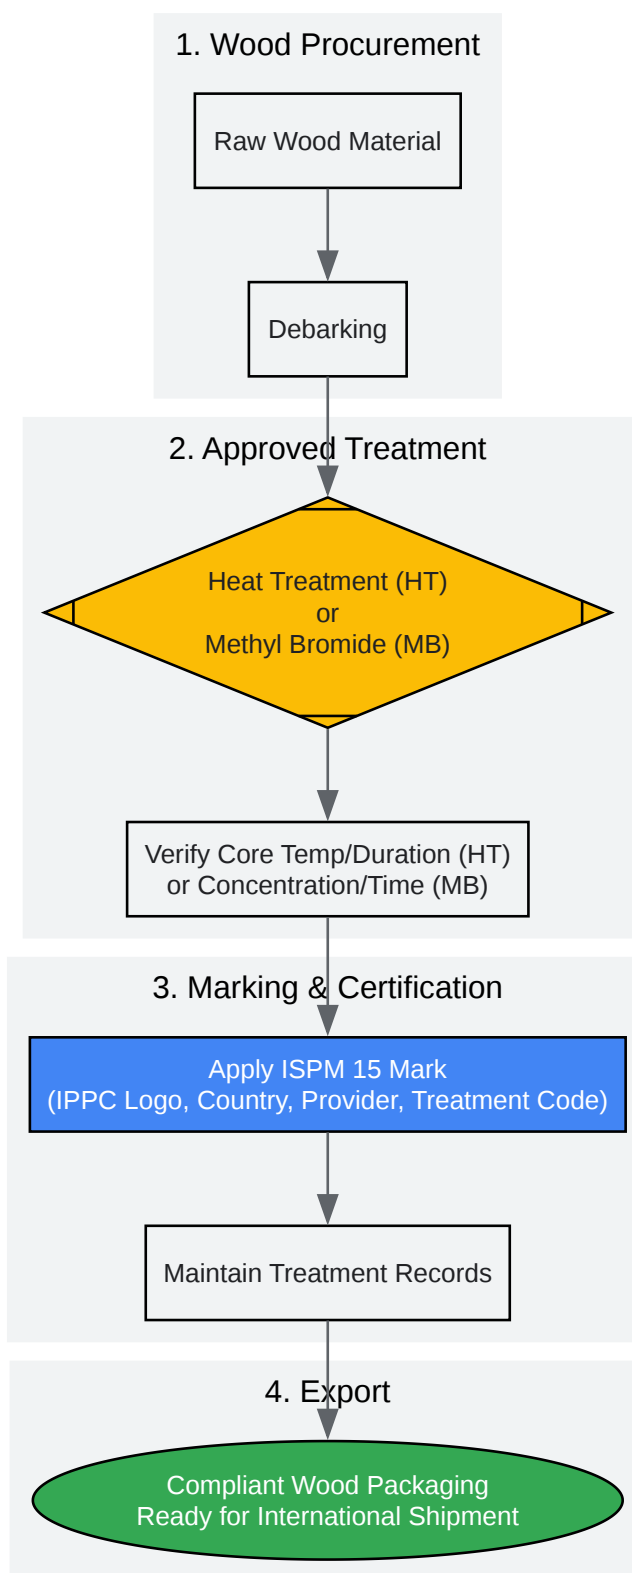 1. Wood Procurement
Raw Wood Material
Debarking
2. Approved Treatment
Heat Treatment (HT)
or
Methyl Bromide (MB)
Verify Core Temp/Duration (HT)
or Concentration/Time (MB)
3. Marking & Certification
Apply ISPM 15 Mark
(IPPC Logo, Country, Provider, Treatment Code)
Maintain Treatment Records
4. Export
Compliant Wood Packaging
Ready for International Shipment